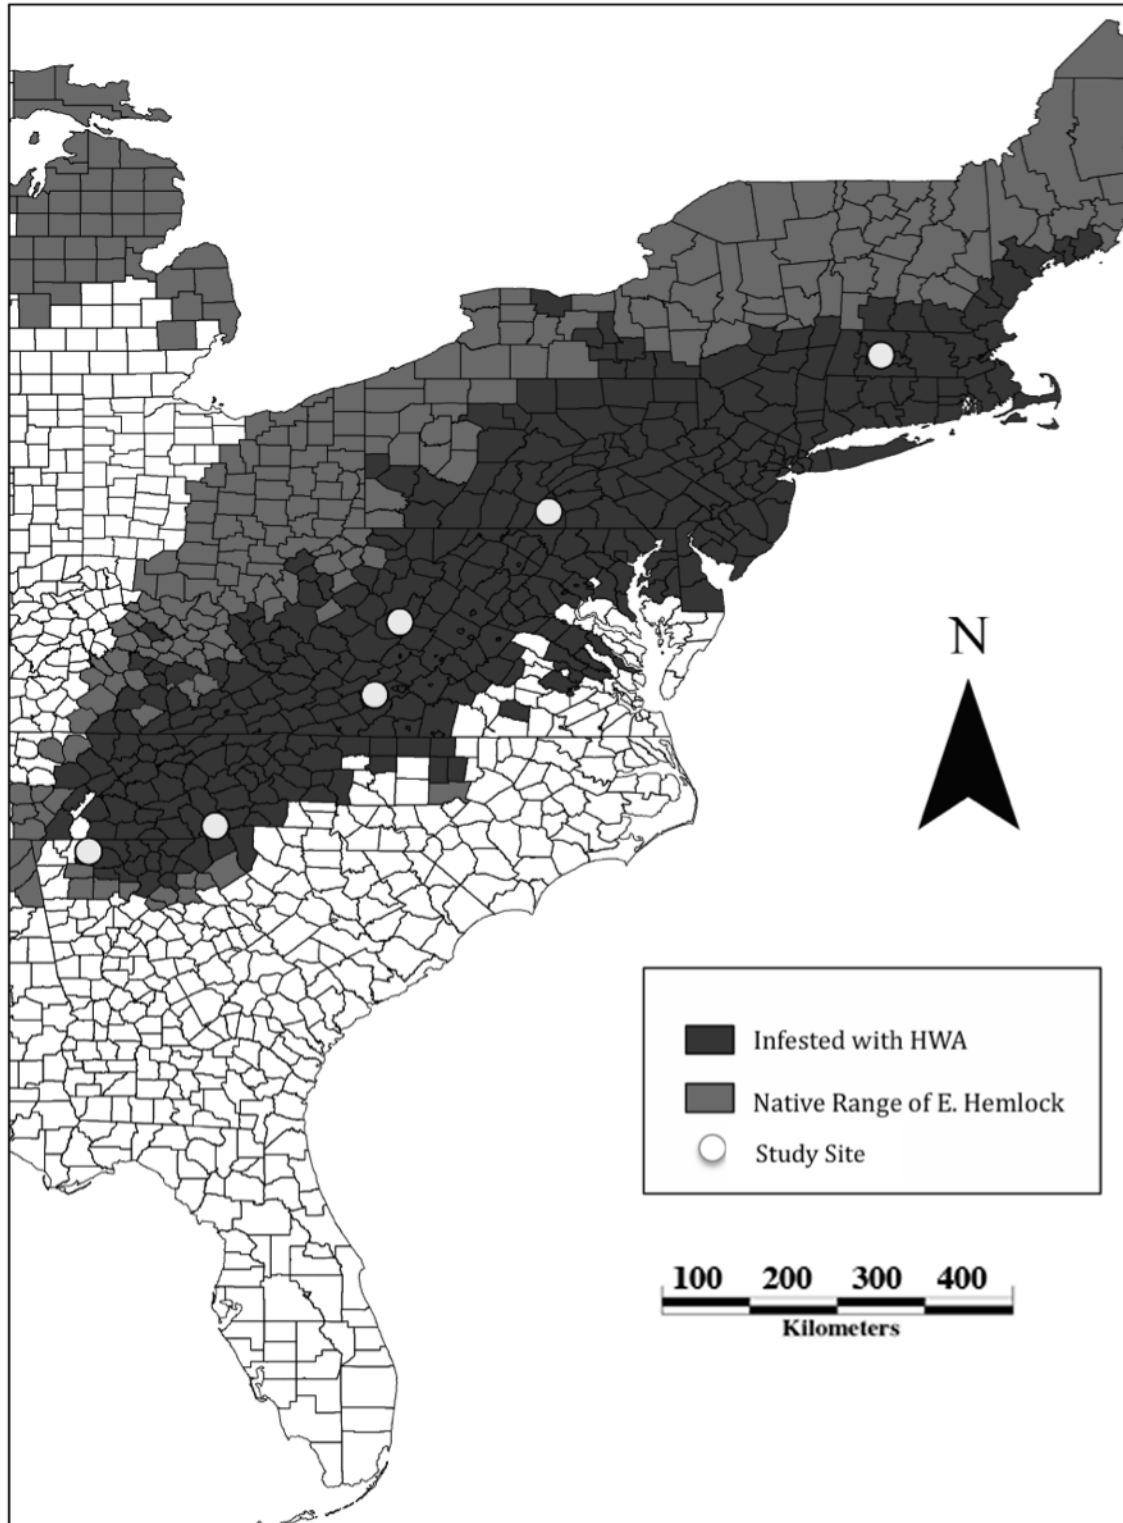 N
Infested with HWA
Native Range of E. Hemlock
Study Site
100 200 300 400
Kilometers